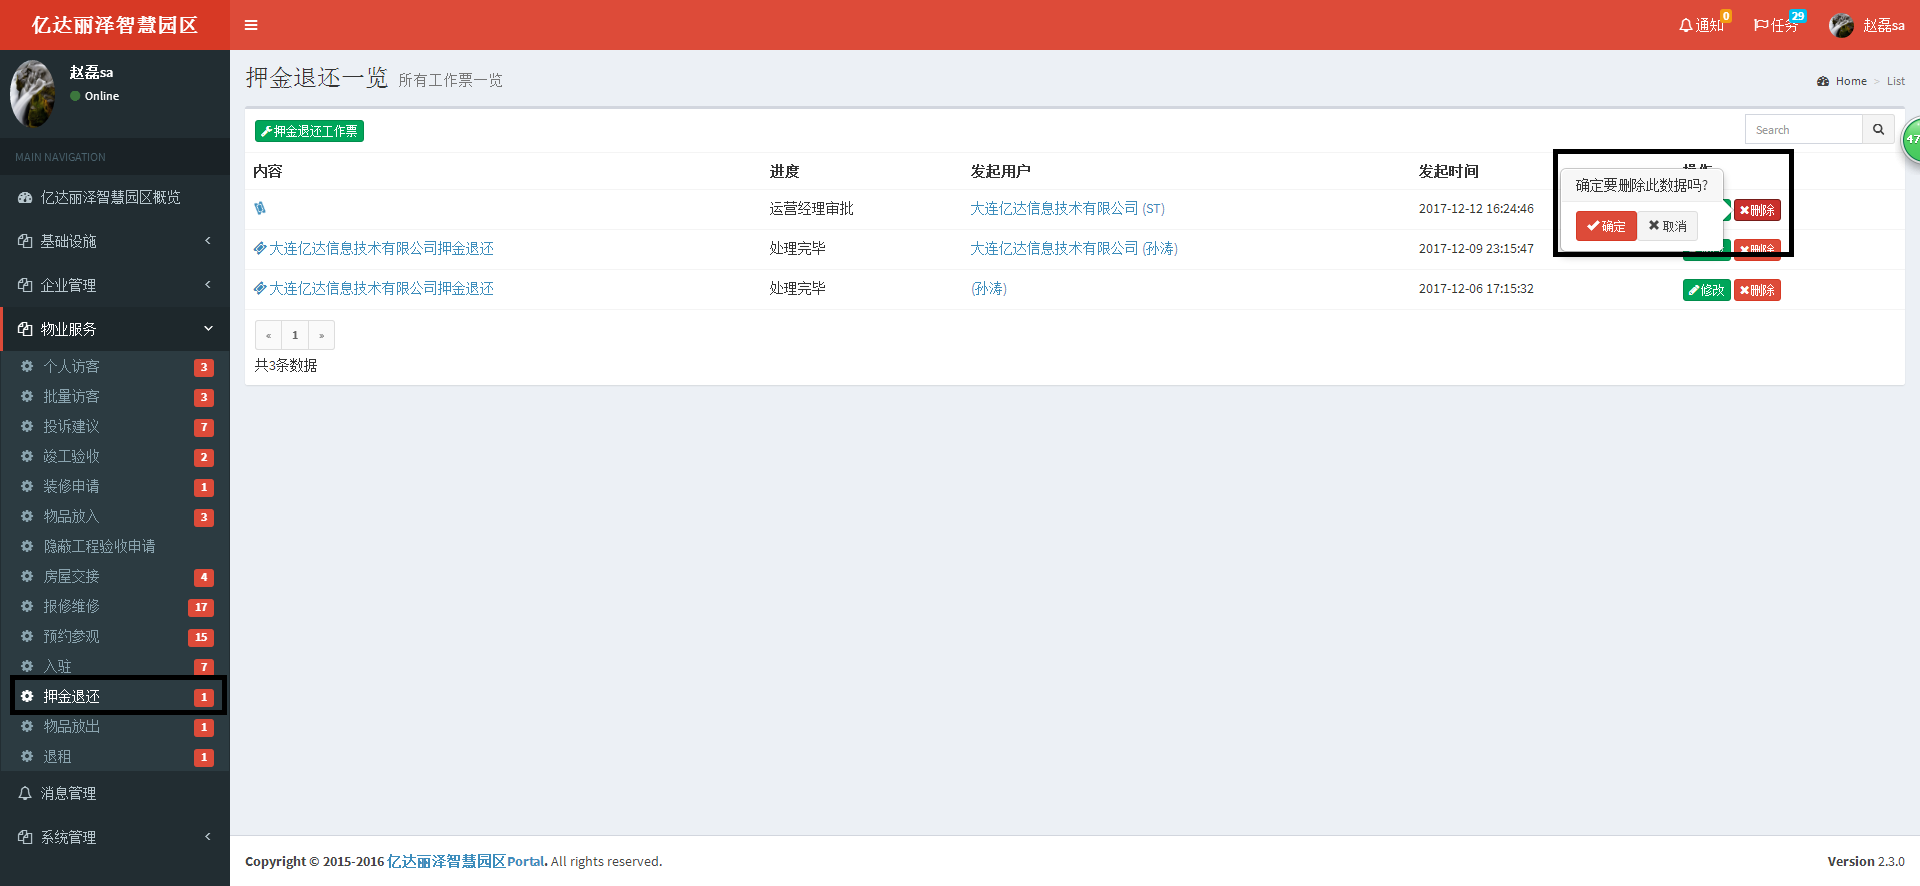 亿达丽泽智慧园区
通知 0
任务 29
赵磊sa
赵磊sa
Online
MAIN NAVIGATION
亿达丽泽智慧园区概览
基础设施
企业管理
物业服务
个人访客 3
批量访客 3
投诉建议 7
竣工验收 2
装修申请 1
物品放入 3
隐蔽工程验收申请
房屋交接 4
报修维修 17
预约参观 15
入驻 7
押金退还 1
物品放出 1
退租 1
消息管理
系统管理
押金退还一览 所有工作票一览
Home > List
押金退还工作票
Search
47
内容 进度 发起用户 发起时间
运营经理审批 大连亿达信息技术有限公司 (ST) 2017-12-12 16:24:46 删除
大连亿达信息技术有限公司押金退还 处理完毕 大连亿达信息技术有限公司 (孙涛) 2017-12-09 23:15:47 删除
大连亿达信息技术有限公司押金退还 处理完毕 (孙涛) 2017-12-06 17:15:32 修改 删除
确定要删除此数据吗?
确定 取消
« 1 »
共3条数据
Copyright © 2015-2016 亿达丽泽智慧园区Portal. All rights reserved.
Version 2.3.0